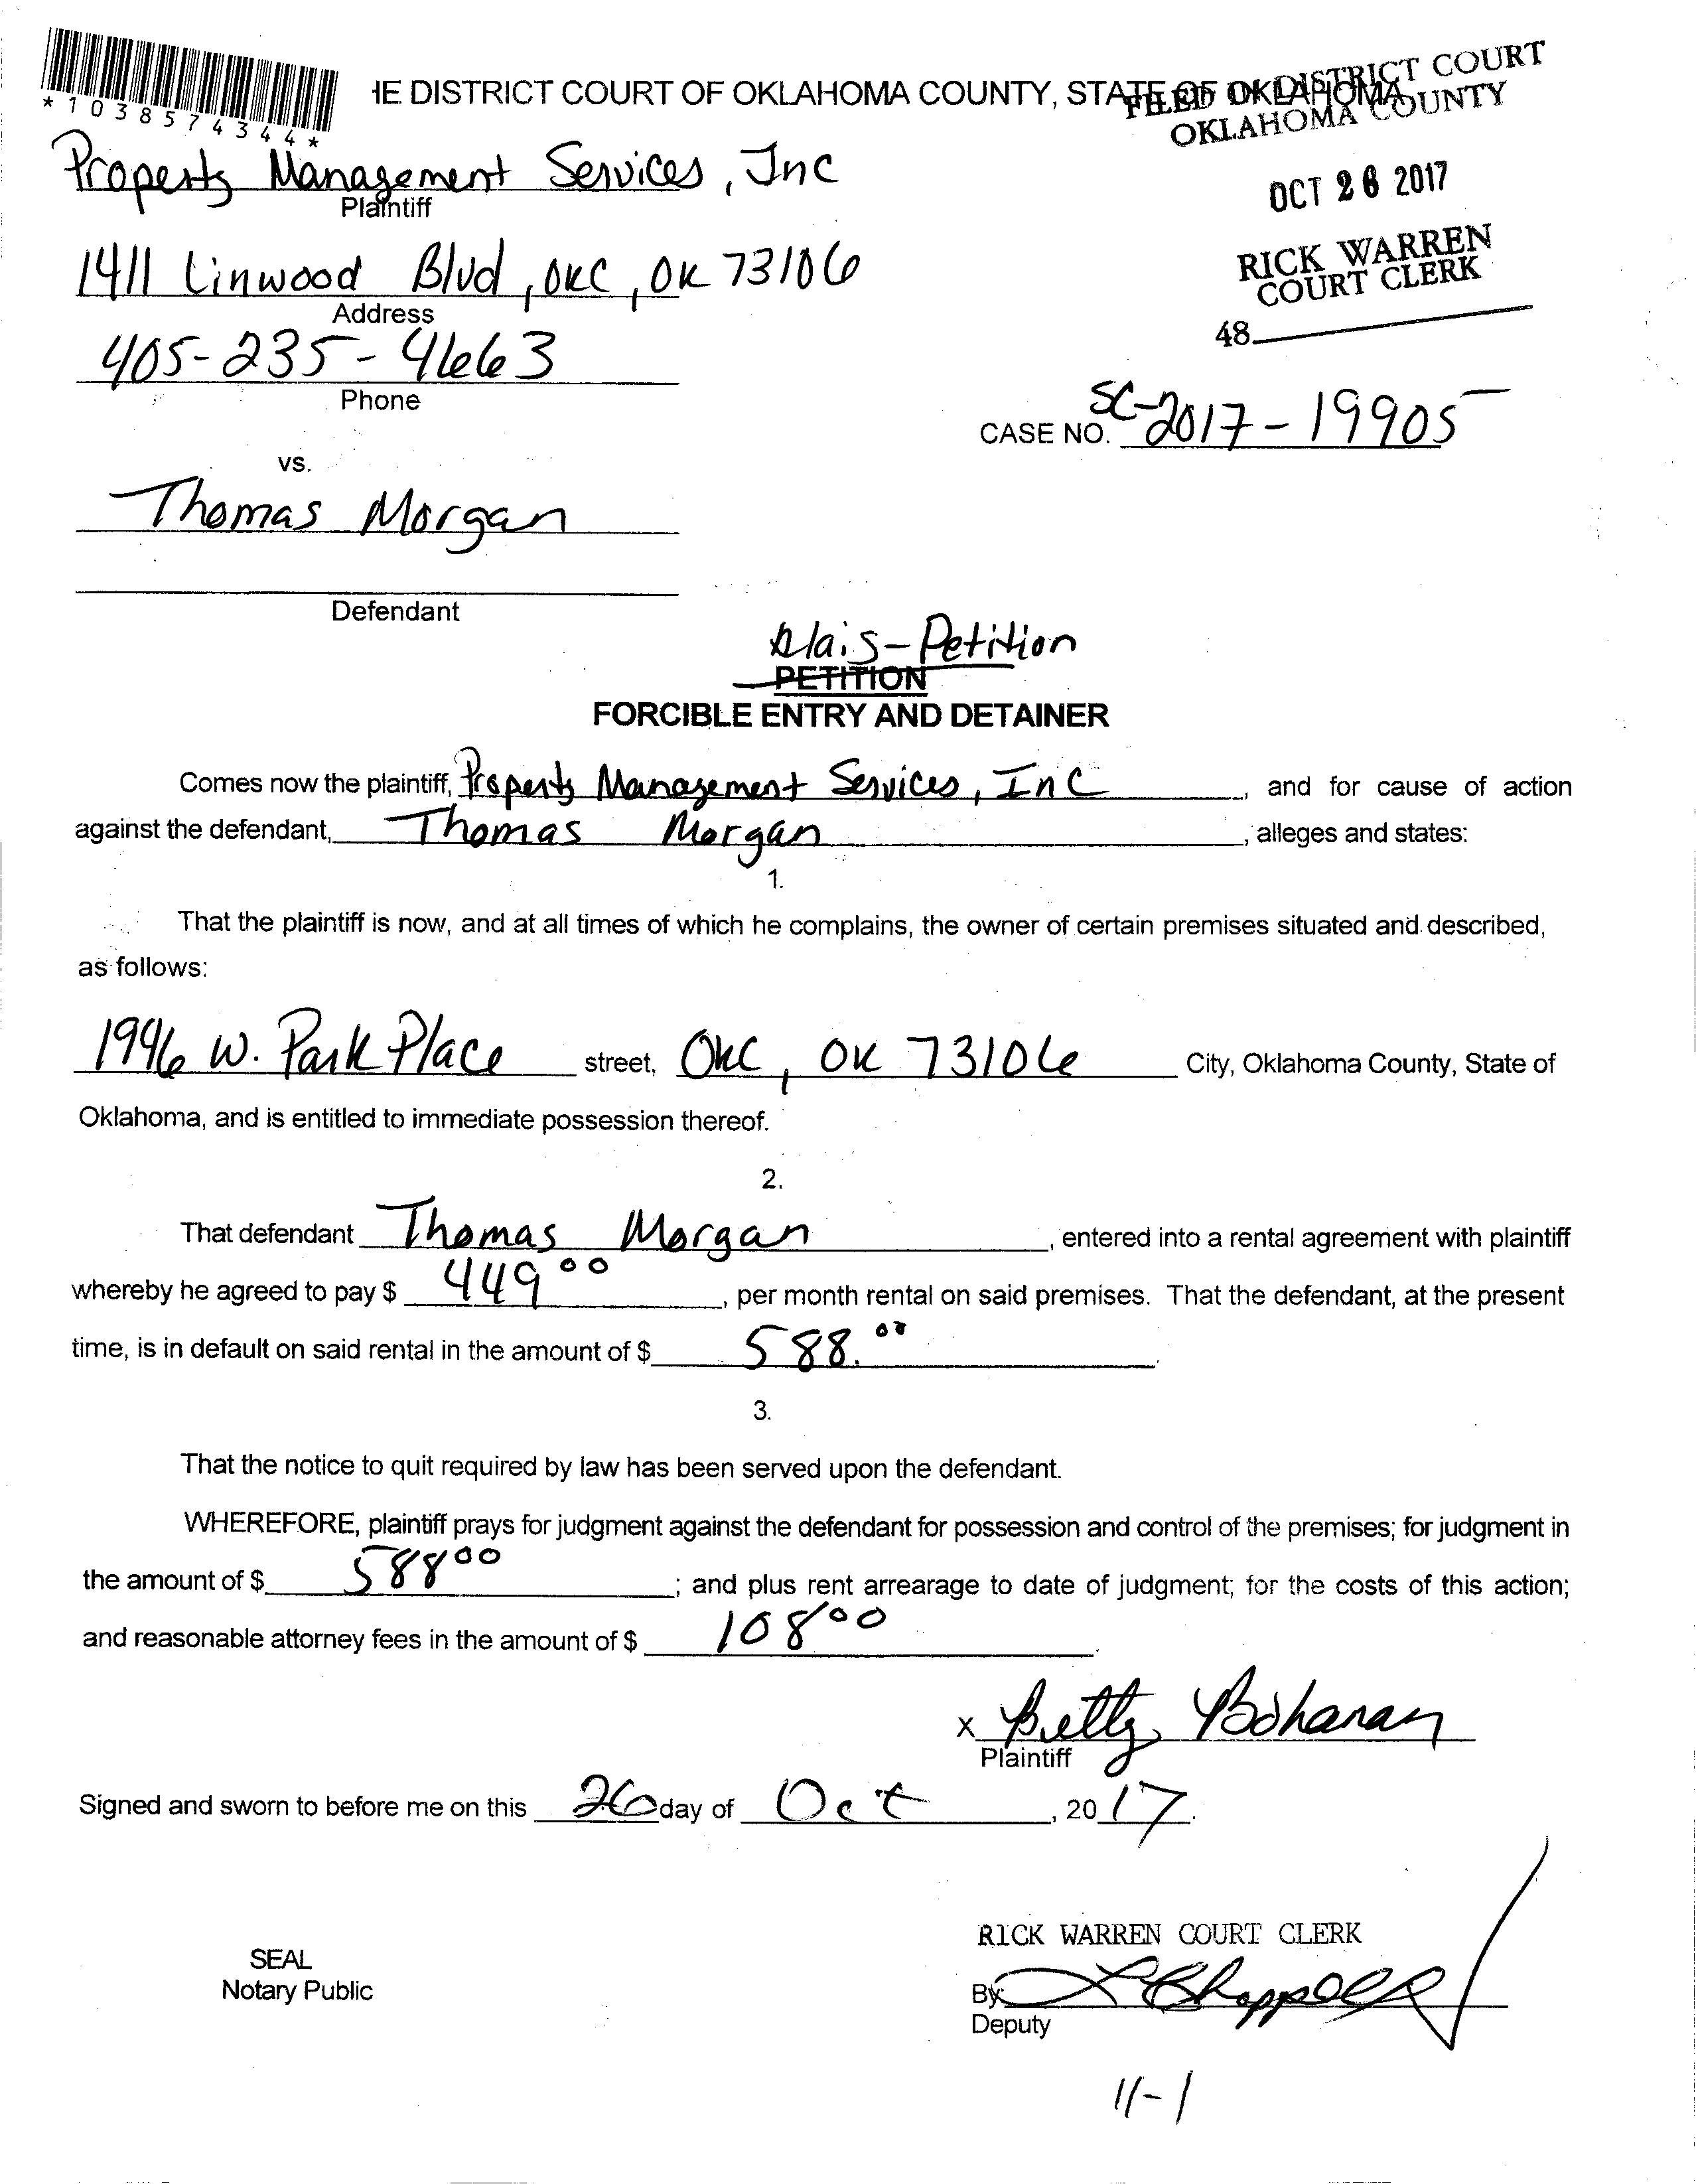 *1038574344*
HE DISTRICT COURT OF OKLAHOMA COUNTY, STATE OF OKLAHOMA
FILED IN DISTRICT COURT
OKLAHOMA COUNTY
OCT 26 2017
RICK WARREN
COURT CLERK
48
Property Management Services, Inc
Plaintiff
1411 Linwood Blvd, OKC, OK 73106
Address
405-235-4663
Phone
CASE NO. SC-2017-19905
vs.
Thomas Morgan
Defendant
Petition
PETITION
FORCIBLE ENTRY AND DETAINER
Comes now the plaintiff, Property Management Services, Inc, and for cause of action
against the defendant, Thomas Morgan, alleges and states:
1.
That the plaintiff is now, and at all times of which he complains, the owner of certain premises situated and described,
as follows:
W. Park Place street, OKC, OK 73106 City, Oklahoma County, State of
Oklahoma, and is entitled to immediate possession thereof.
2.
That defendant Thomas Morgan, entered into a rental agreement with plaintiff
whereby he agreed to pay $ 449 00, per month rental on said premises. That the defendant, at the present
time, is in default on said rental in the amount of $ 588.00.
3.
That the notice to quit required by law has been served upon the defendant.
WHEREFORE, plaintiff prays for judgment against the defendant for possession and control of the premises; for judgment in
the amount of $ 588 00; and plus rent arrearage to date of judgment; for the costs of this action;
and reasonable attorney fees in the amount of $ 108 00.
x Betty Bohanan
Plaintiff
Signed and sworn to before me on this 26 day of Oct, 2017.
RICK WARREN COURT CLERK
SEAL
Notary Public
By: L Chappell
Deputy
11-1